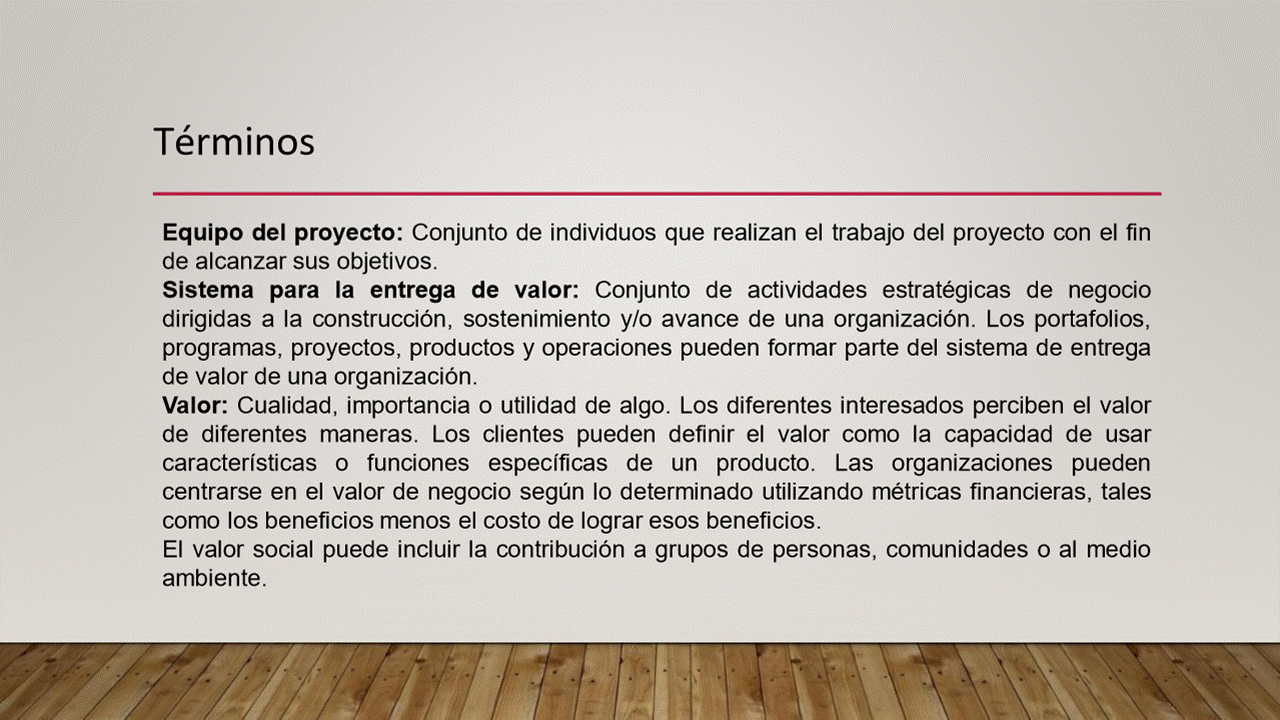 Términos
Equipo del proyecto: Conjunto de individuos que realizan el trabajo del proyecto con el fin
de alcanzar sus objetivos.
Sistema para la entrega de valor: Conjunto de actividades estratégicas de negocio
dirigidas a la construcción, sostenimiento y/o avance de una organización. Los portafolios,
programas, proyectos, productos y operaciones pueden formar parte del sistema de entrega
de valor de una organización.
Valor: Cualidad, importancia o utilidad de algo. Los diferentes interesados perciben el valor
de diferentes maneras. Los clientes pueden definir el valor como la capacidad de usar
características o funciones específicas de un producto. Las organizaciones pueden
centrarse en el valor de negocio según lo determinado utilizando métricas financieras, tales
como los beneficios menos el costo de lograr esos beneficios.
El valor social puede incluir la contribución a grupos de personas, comunidades o al medio
ambiente.